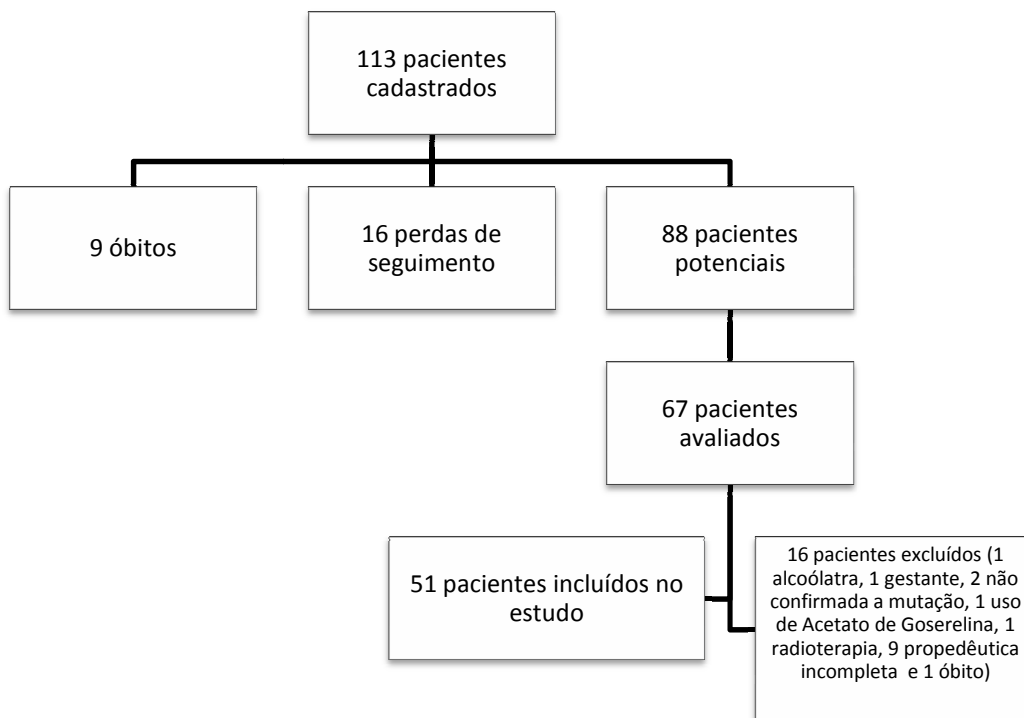 113 pacientes
cadastrados
9 óbitos
16 perdas de
seguimento
88 pacientes
potenciais
67 pacientes
avaliados
51 pacientes incluídos no
estudo
16 pacientes excluídos (1
alcoólatra, 1 gestante, 2 não
confirmada a mutação, 1 uso
de Acetato de Goserelina, 1
radioterapia, 9 propedêutica
incompleta e 1 óbito)